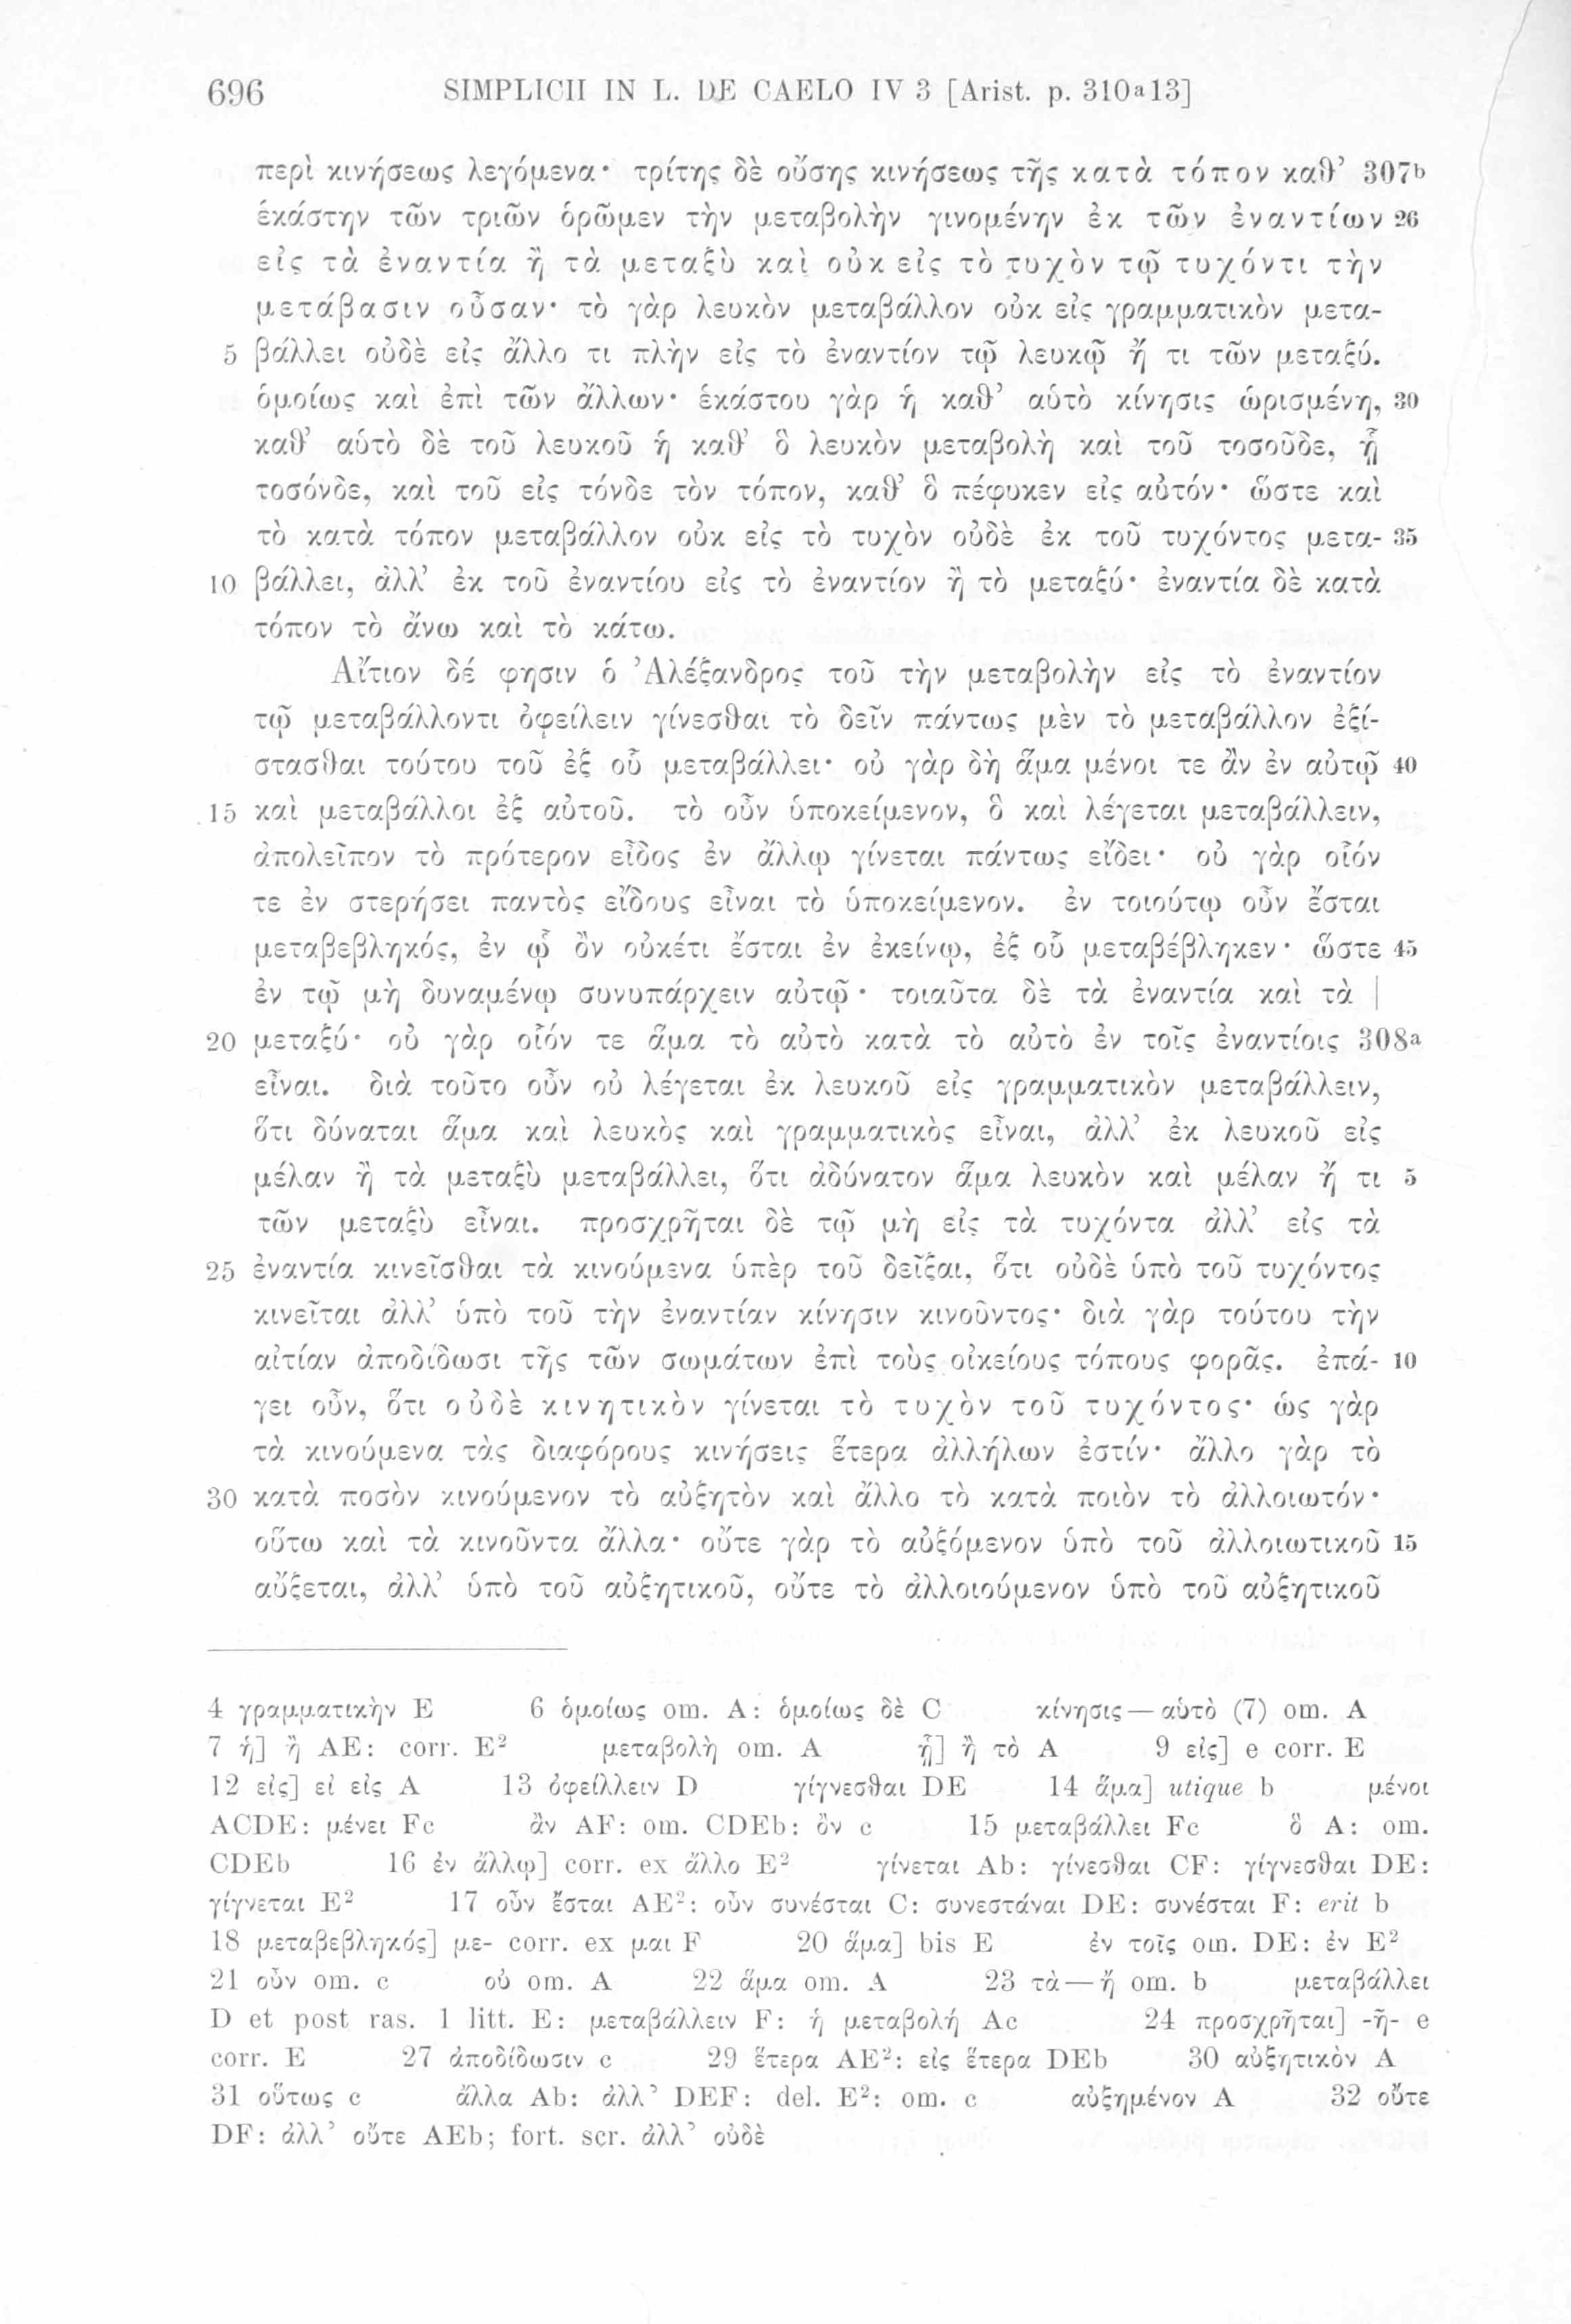 696 SIMPLICII IN L. DE CAELO IV 3 [Arist. p. 310a13]
περὶ κινήσεως λεγόμενα· τρίτης δὲ οὔσης κινήσεως τῆς κατὰ τόπον καθ’ 307b
ἑκάστην τῶν τριῶν ὁρῶμεν τὴν μεταβολὴν γινομένην ἐκ τῶν ἐναντίων 26
εἰς τὰ ἐναντία ἢ τὰ μεταξὺ καὶ οὐκ εἰς τὸ τυχὸν τῷ τυχόντι τὴν
μετάβασιν οὖσαν· τὸ γὰρ λευκὸν μεταβάλλον οὐκ εἰς γραμματικὸν μετα-
5 βάλλει οὐδὲ εἰς ἄλλο τι πλὴν εἰς τὸ ἐναντίον τῷ λευκῷ ἤ τι τῶν μεταξύ.
ὁμοίως καὶ ἐπὶ τῶν ἄλλων· ἑκάστου γὰρ ἡ καθ’ αὑτὸ κίνησις ὡρισμένη, 30
καθ’ αὑτὸ δὲ τοῦ λευκοῦ ἡ καθ’ ὃ λευκὸν μεταβολὴ καὶ τοῦ τοσοῦδε, ᾗ
τοσόνδε, καὶ τοῦ εἰς τόνδε τὸν τόπον, καθ’ ὃ πέφυκεν εἰς αὐτόν· ὥστε καὶ
τὸ κατὰ τόπον μεταβάλλον οὐκ εἰς τὸ τυχὸν οὐδὲ ἐκ τοῦ τυχόντος μετα- 35
10 βάλλει, ἀλλ’ ἐκ τοῦ ἐναντίου εἰς τὸ ἐναντίον ἢ τὸ μεταξύ· ἐναντία δὲ κατὰ
τόπον τὸ ἄνω καὶ τὸ κάτω.
Αἴτιον δέ φησιν ὁ Ἀλέξανδρος τοῦ τὴν μεταβολὴν εἰς τὸ ἐναντίον
τῷ μεταβάλλοντι ὀφείλειν γίνεσθαι τὸ δεῖν πάντως μὲν τὸ μεταβάλλον ἐξί-
στασθαι τούτου τοῦ ἐξ οὗ μεταβάλλει· οὐ γὰρ δὴ ἅμα μένοι τε ἂν ἐν αὐτῷ 40
15 καὶ μεταβάλλοι ἐξ αὐτοῦ. τὸ οὖν ὑποκείμενον, ὃ καὶ λέγεται μεταβάλλειν,
ἀπολεῖπον τὸ πρότερον εἶδος ἐν ἄλλῳ γίνεται πάντως εἴδει· οὐ γὰρ οἷόν
τε ἐν στερήσει παντὸς εἴδους εἶναι τὸ ὑποκείμενον. ἐν τοιούτῳ οὖν ἔσται
μεταβεβληκός, ἐν ᾧ ὂν οὐκέτι ἔσται ἐν ἐκείνῳ, ἐξ οὗ μεταβέβληκεν· ὥστε 45
ἐν τῷ μὴ δυναμένῳ συνυπάρχειν αὐτῷ· τοιαῦτα δὲ τὰ ἐναντία καὶ τὰ |
20 μεταξύ· οὐ γὰρ οἷόν τε ἅμα τὸ αὐτὸ κατὰ τὸ αὐτὸ ἐν τοῖς ἐναντίοις 308a
εἶναι. διὰ τοῦτο οὖν οὐ λέγεται ἐκ λευκοῦ εἰς γραμματικὸν μεταβάλλειν,
ὅτι δύναται ἅμα καὶ λευκὸς καὶ γραμματικὸς εἶναι, ἀλλ’ ἐκ λευκοῦ εἰς
μέλαν ἢ τὰ μεταξὺ μεταβάλλει, ὅτι ἀδύνατον ἅμα λευκὸν καὶ μέλαν ἤ τι 5
τῶν μεταξὺ εἶναι. προσχρῆται δὲ τῷ μὴ εἰς τὰ τυχόντα ἀλλ’ εἰς τὰ
25 ἐναντία κινεῖσθαι τὰ κινούμενα ὑπὲρ τοῦ δεῖξαι, ὅτι οὐδὲ ὑπὸ τοῦ τυχόντος
κινεῖται ἀλλ’ ὑπὸ τοῦ τὴν ἐναντίαν κίνησιν κινοῦντος· διὰ γὰρ τούτου τὴν
αἰτίαν ἀποδίδωσι τῆς τῶν σωμάτων ἐπὶ τοὺς οἰκείους τόπους φορᾶς. ἐπά- 10
γει οὖν, ὅτι οὐδὲ κινητικὸν γίνεται τὸ τυχὸν τοῦ τυχόντος· ὡς γὰρ
τὰ κινούμενα τὰς διαφόρους κινήσεις ἕτερα ἀλλήλων ἐστίν· ἄλλο γὰρ τὸ
30 κατὰ ποσὸν κινούμενον τὸ αὐξητὸν καὶ ἄλλο τὸ κατὰ ποιὸν τὸ ἀλλοιωτόν·
οὕτω καὶ τὰ κινοῦντα ἄλλα· οὔτε γὰρ τὸ αὐξόμενον ὑπὸ τοῦ ἀλλοιωτικοῦ 15
αὔξεται, ἀλλ’ ὑπὸ τοῦ αὐξητικοῦ, οὔτε τὸ ἀλλοιούμενον ὑπὸ τοῦ αὐξητικοῦ
4 γραμματικὴν E 6 ὁμοίως om. A: ὁμοίως δὲ C κίνησις — αὑτὸ (7) om. A
7 ἡ] ἢ AE: corr. E² μεταβολὴ om. A ᾗ] ἢ τὸ A 9 εἰς] e corr. E
12 εἰς] εἰ εἰς A 13 ὀφείλλειν D γίγνεσθαι DE 14 ἅμα] utique b μένοι
ACDE: μένει Fc ἂν AF: om. CDEb: ὂν c 15 μεταβάλλει Fc ὃ A: om.
CDEb 16 ἐν ἄλλῳ] corr. ex ἄλλο E² γίνεται Ab: γίνεσθαι CF: γίγνεσθαι DE:
γίγνεται E² 17 οὖν ἔσται AE²: οὖν συνέσται C: συνεστάναι DE: συνέσται F: erit b
18 μεταβεβληκός] με- corr. ex μαι F 20 ἅμα] bis E ἐν τοῖς om. DE: ἐν E²
21 οὖν om. c οὐ om. A 22 ἅμα om. A 23 τὰ — ἤ om. b μεταβάλλει
D et post ras. 1 litt. E: μεταβάλλειν F: ἡ μεταβολή Ac 24 προσχρῆται] -ῆ- e
corr. E 27 ἀποδίδωσιν c 29 ἕτερα AE²: εἰς ἕτερα DEb 30 αὐξητικὸν A
31 οὕτως c ἄλλα Ab: ἀλλ’ DEF: del. E²: om. c αὐξημένον A 32 οὔτε
DF: ἀλλ’ οὔτε AEb; fort. scr. ἀλλ’ οὐδὲ